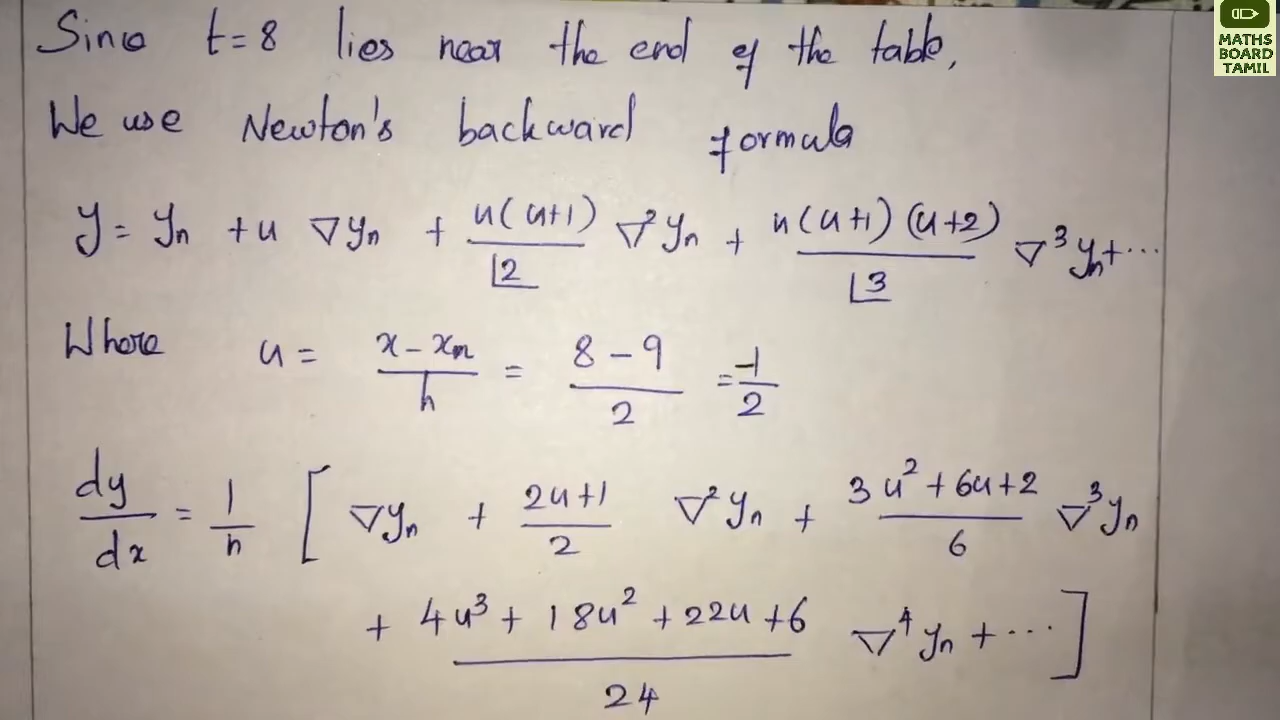 MATHS
BOARD
TAMIL
Since t=8 lies near the end of the table,
We use Newton's backward formula
y = yₙ + u ∇yₙ + u(u+1)/⌊2 ∇²yₙ + u(u+1)(u+2)/⌊3 ∇³yₙ + ...
Where u = x - xₙ / h = 8 - 9 / 2 = -1/2
dy/dx = 1/h [ ∇yₙ + 2u+1/2 ∇²yₙ + 3u²+6u+2/6 ∇³yₙ
+ 4u³ + 18u² + 22u + 6 / 24 ∇⁴yₙ + ... ]